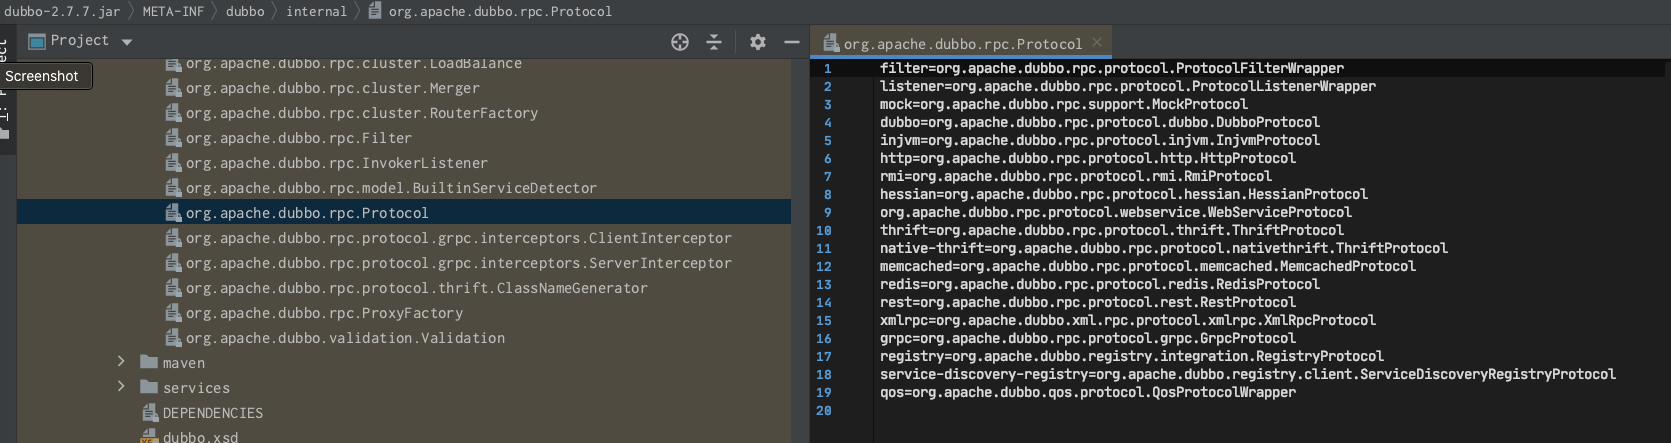 dubbo-2.7.7.jar META-INF dubbo internal org.apache.dubbo.rpc.Protocol
Project
Screenshot
org.apache.dubbo.rpc.cluster.LoadBalance
org.apache.dubbo.rpc.cluster.Merger
org.apache.dubbo.rpc.cluster.RouterFactory
org.apache.dubbo.rpc.Filter
org.apache.dubbo.rpc.InvokerListener
org.apache.dubbo.rpc.model.BuiltinServiceDetector
org.apache.dubbo.rpc.Protocol
org.apache.dubbo.rpc.protocol.grpc.interceptors.ClientInterceptor
org.apache.dubbo.rpc.protocol.grpc.interceptors.ServerInterceptor
org.apache.dubbo.rpc.protocol.thrift.ClassNameGenerator
org.apache.dubbo.rpc.ProxyFactory
org.apache.dubbo.validation.Validation
maven
services
DEPENDENCIES
dubbo.xsd
org.apache.dubbo.rpc.Protocol
1 filter=org.apache.dubbo.rpc.protocol.ProtocolFilterWrapper
2 listener=org.apache.dubbo.rpc.protocol.ProtocolListenerWrapper
3 mock=org.apache.dubbo.rpc.support.MockProtocol
4 dubbo=org.apache.dubbo.rpc.protocol.dubbo.DubboProtocol
5 injvm=org.apache.dubbo.rpc.protocol.injvm.InjvmProtocol
6 http=org.apache.dubbo.rpc.protocol.http.HttpProtocol
7 rmi=org.apache.dubbo.rpc.protocol.rmi.RmiProtocol
8 hessian=org.apache.dubbo.rpc.protocol.hessian.HessianProtocol
9 org.apache.dubbo.rpc.protocol.webservice.WebServiceProtocol
10 thrift=org.apache.dubbo.rpc.protocol.thrift.ThriftProtocol
11 native-thrift=org.apache.dubbo.rpc.protocol.nativethrift.ThriftProtocol
12 memcached=org.apache.dubbo.rpc.protocol.memcached.MemcachedProtocol
13 redis=org.apache.dubbo.rpc.protocol.redis.RedisProtocol
14 rest=org.apache.dubbo.rpc.protocol.rest.RestProtocol
15 xmlrpc=org.apache.dubbo.xml.rpc.protocol.xmlrpc.XmlRpcProtocol
16 grpc=org.apache.dubbo.rpc.protocol.grpc.GrpcProtocol
17 registry=org.apache.dubbo.registry.integration.RegistryProtocol
18 service-discovery-registry=org.apache.dubbo.registry.client.ServiceDiscoveryRegistryProtocol
19 qos=org.apache.dubbo.qos.protocol.QosProtocolWrapper
20